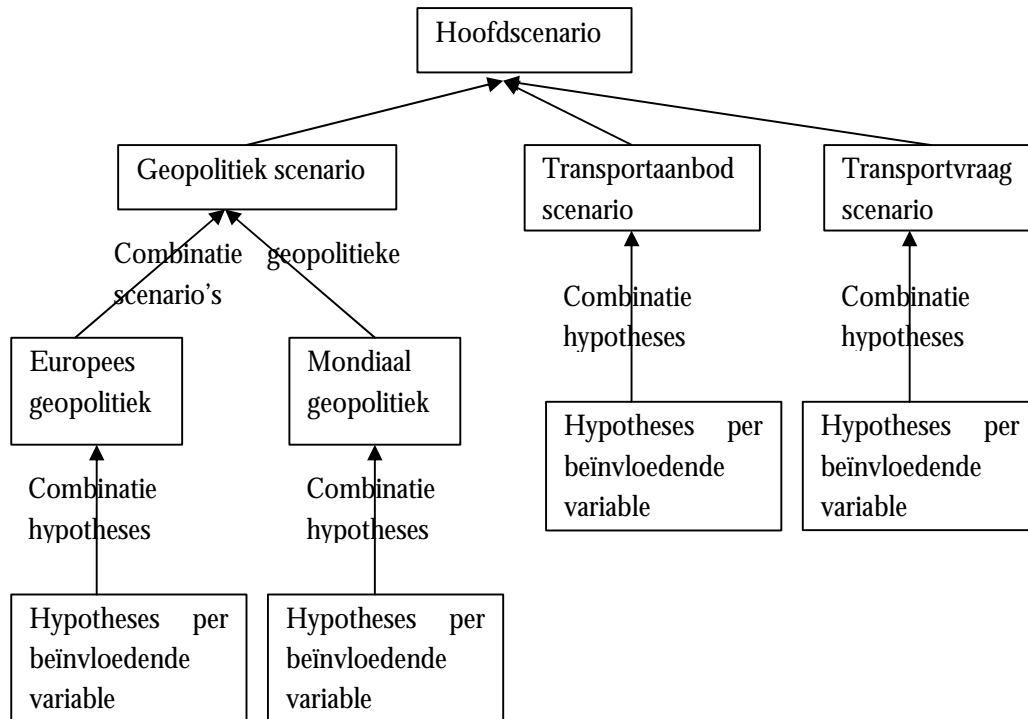 Hoofdscenario
Geopolitiek scenario
Transportaanbod
scenario
Transportvraag
scenario
Combinatie geopolitieke
scenario's
Combinatie
hypotheses
Combinatie
hypotheses
Europees
geopolitiek
Mondiaal
geopolitiek
Hypotheses per
beïnvloedende
variable
Hypotheses per
beïnvloedende
variable
Combinatie
hypotheses
Combinatie
hypotheses
Hypotheses per
beïnvloedende
variable
Hypotheses per
beïnvloedende
variable